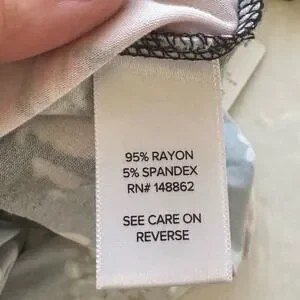 95% RAYON
5% SPANDEX
RN# 148862
SEE CARE ON
REVERSE